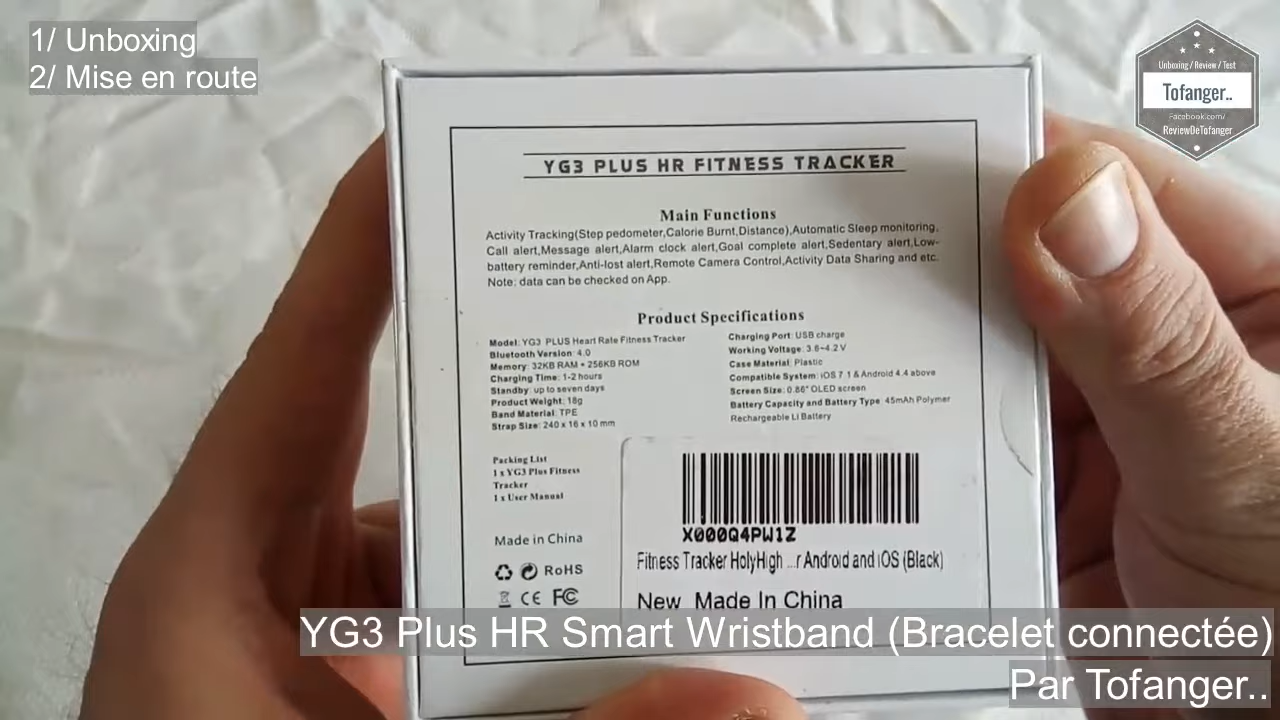 1/ Unboxing
2/ Mise en route
Unboxing / Review / Test
Tofanger..
Facebook.com/
ReviewDeTofanger
YG3 PLUS HR FITNESS TRACKER
Main Functions
Activity Tracking(Step pedometer,Calorie Burnt,Distance),Automatic Sleep monitoring,
Call alert,Message alert,Alarm clock alert,Goal complete alert,Sedentary alert,Low-
battery reminder,Anti-lost alert,Remote Camera Control,Activity Data Sharing and etc.
Note: data can be checked on App.
Product Specifications
Model: YG3 PLUS Heart Rate Fitness Tracker
Bluetooth Version: 4.0
Memory: 32KB RAM + 256KB ROM
Charging Time: 1-2 hours
Standby: up to seven days
Product Weight: 18g
Band Material: TPE
Strap Size: 240 x 16 x 10 mm
Charging Port: USB charge
Working Voltage: 3.6~4.2 V
Case Material: Plastic
Compatible System: iOS 7.1 & Android 4.4 above
Screen Size: 0.86" OLED screen
Battery Capacity and Battery Type: 45mAh Polymer
Rechargeable LI Battery
Packing List
1 x YG3 Plus Fitness
Tracker
1 x User Manual
Made in China
RoHS
CE FC
X000Q4PW1Z
Fitness Tracker HolyHigh ...r Android and iOS (Black)
New Made In China
YG3 Plus HR Smart Wristband (Bracelet connectée)
Par Tofanger..